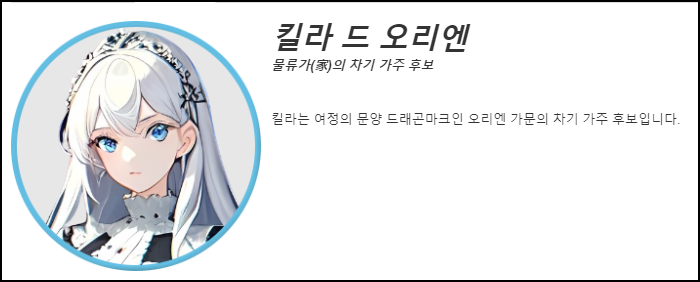 킬라 드 오리엔
물류가(家)의 차기 가주 후보
킬라는 여정의 문양 드래곤마크인 오리엔 가문의 차기 가주 후보입니다.